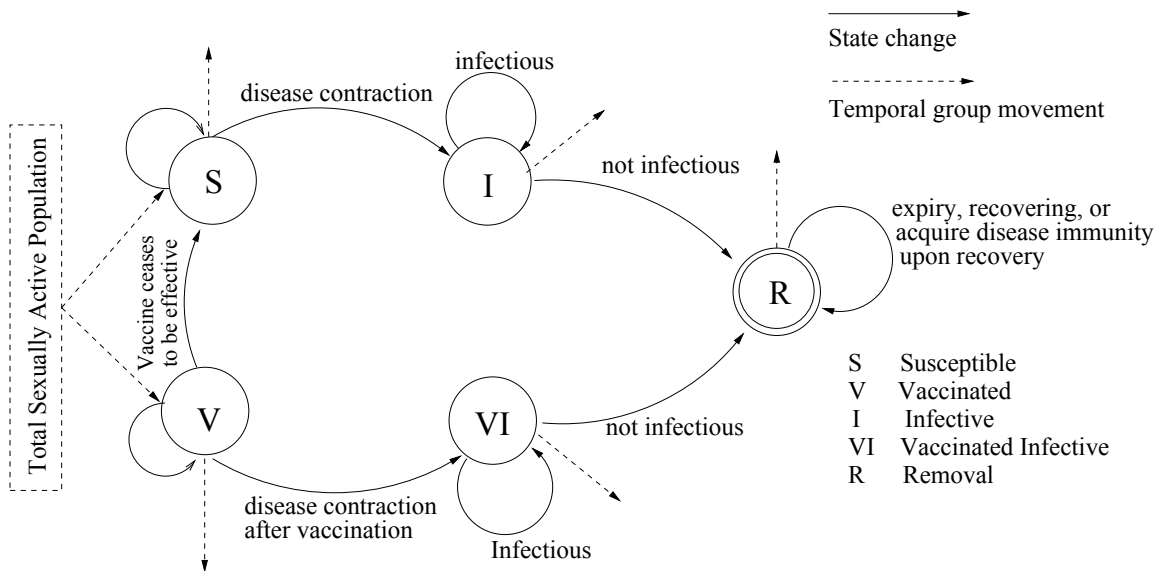 State change
Temporal group movement
Total Sexually Active Population
disease contraction
infectious
S
I
not infectious
expiry, recovering, or
acquire disease immunity
upon recovery
R
Vaccine ceases
to be effective
V
VI
not infectious
disease contraction
after vaccination
Infectious
S Susceptible
V Vaccinated
I Infective
VI Vaccinated Infective
R Removal